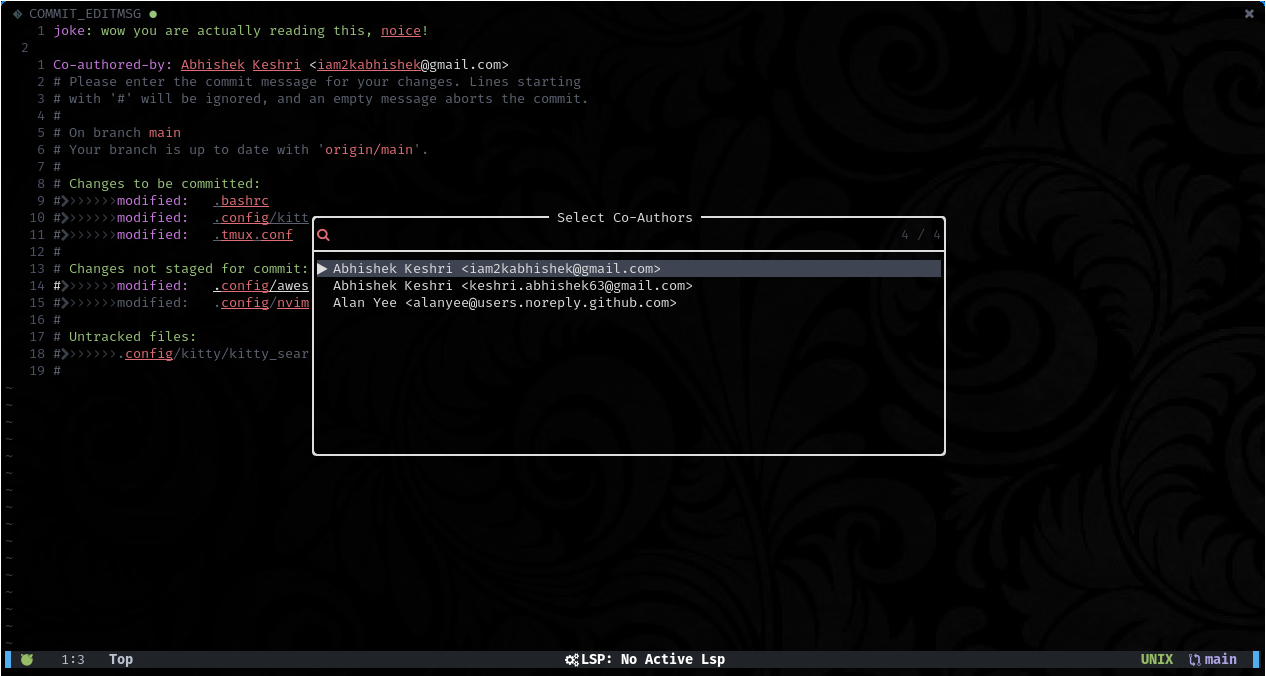 COMMIT_EDITMSG
1 joke: wow you are actually reading this, noice!
2
1 Co-authored-by: Abhishek Keshri <iam2kabhishek@gmail.com>
2 # Please enter the commit message for your changes. Lines starting
3 # with '#' will be ignored, and an empty message aborts the commit.
4 #
5 # On branch main
6 # Your branch is up to date with 'origin/main'.
7 #
8 # Changes to be committed:
9 #modified: .bashrc
10 #modified: .config/kitt
11 #modified: .tmux.conf
12 #
13 # Changes not staged for commit:
14 #modified: .config/awes
15 #modified: .config/nvim
16 #
17 # Untracked files:
18 #.config/kitty/kitty_sear
19 #
Select Co-Authors
4 / 4
Abhishek Keshri <iam2kabhishek@gmail.com>
Abhishek Keshri <keshri.abhishek63@gmail.com>
Alan Yee <alanyee@users.noreply.github.com>
1:3 Top LSP: No Active Lsp UNIX main